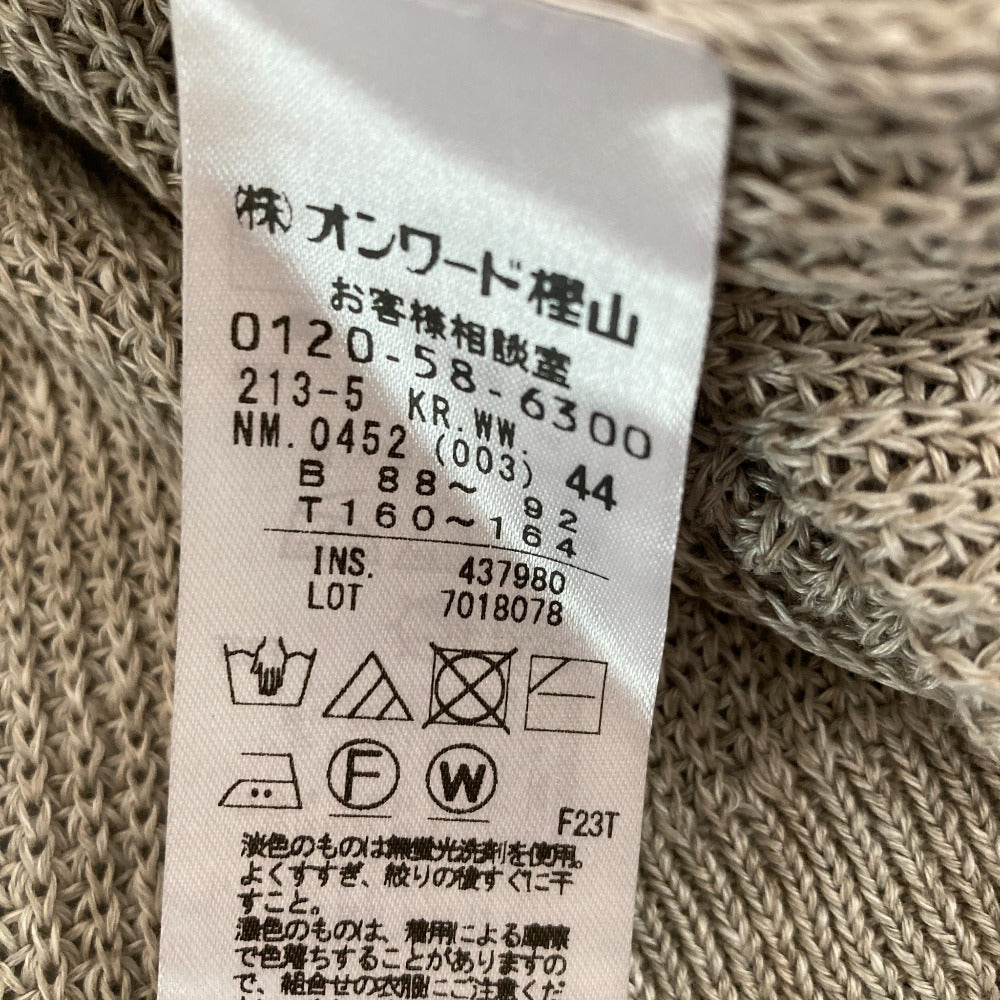 ㈱オンワード樫山
お客様相談室
0120-58-6300
213-5 KR.WW.
NM.0452 (003) 44
B 88～92
T 160～164
INS. 437980
LOT 7018078
F W
F23T
淡色のものは無蛍光洗剤を使用。
よくすすぎ、絞りの後すぐに干
すこと。
濃色のものは、着用による摩擦
で色落ちすることがありますの
で、組合せの衣服にご注意くだ